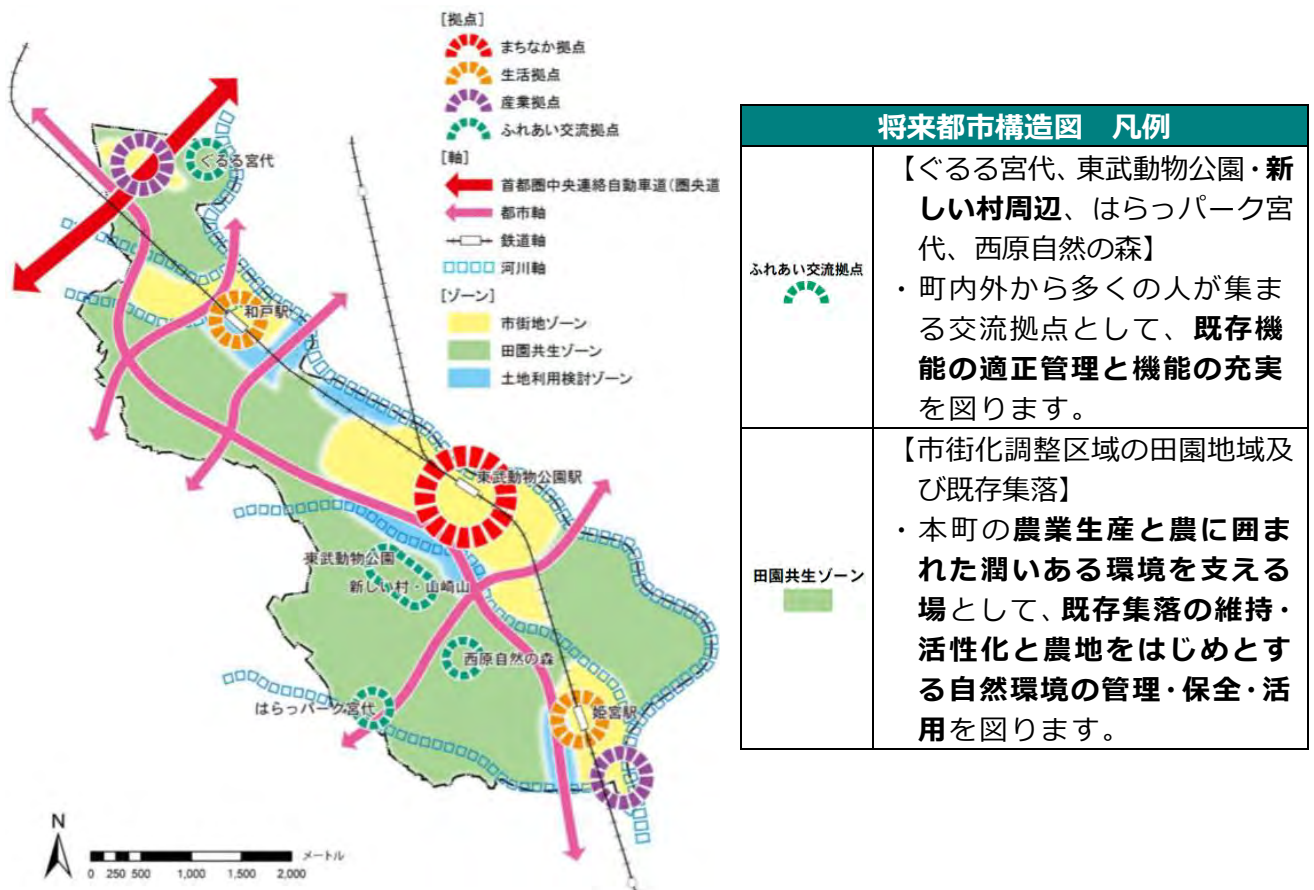 [拠点]
まちなか拠点
生活拠点
産業拠点
ふれあい交流拠点
[軸]
首都圏中央連絡自動車道(圏央道
都市軸
鉄道軸
河川軸
[ゾーン]
市街地ゾーン
田園共生ゾーン
土地利用検討ゾーン
ぐるる宮代
和戸駅
東武動物公園駅
東武動物公園
新しい村・山崎山
西原自然の森
はらっパーク宮代
姫宮駅
N
メートル
0 250 500 1,000 1,500 2,000
将来都市構造図 凡例
ふれあい交流拠点
【ぐるる宮代、東武動物公園・新
しい村周辺、はらっパーク宮
代、西原自然の森】
・町内外から多くの人が集ま
る交流拠点として、既存機
能の適正管理と機能の充実
を図ります。
田園共生ゾーン
【市街化調整区域の田園地域及
び既存集落】
・本町の農業生産と農に囲ま
れた潤いある環境を支える
場として、既存集落の維持・
活性化と農地をはじめとす
る自然環境の管理・保全・活
用を図ります。